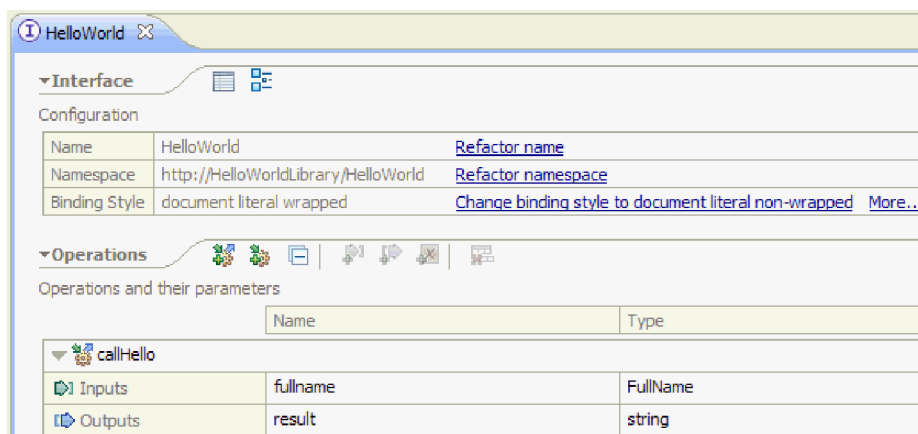 HelloWorld
Interface
Configuration
Name HelloWorld Refactor name
Namespace http://HelloWorldLibrary/HelloWorld Refactor namespace
Binding Style document literal wrapped Change binding style to document literal non-wrapped More..
Operations
Operations and their parameters
Name Type
callHello
Inputs fullname FullName
Outputs result string